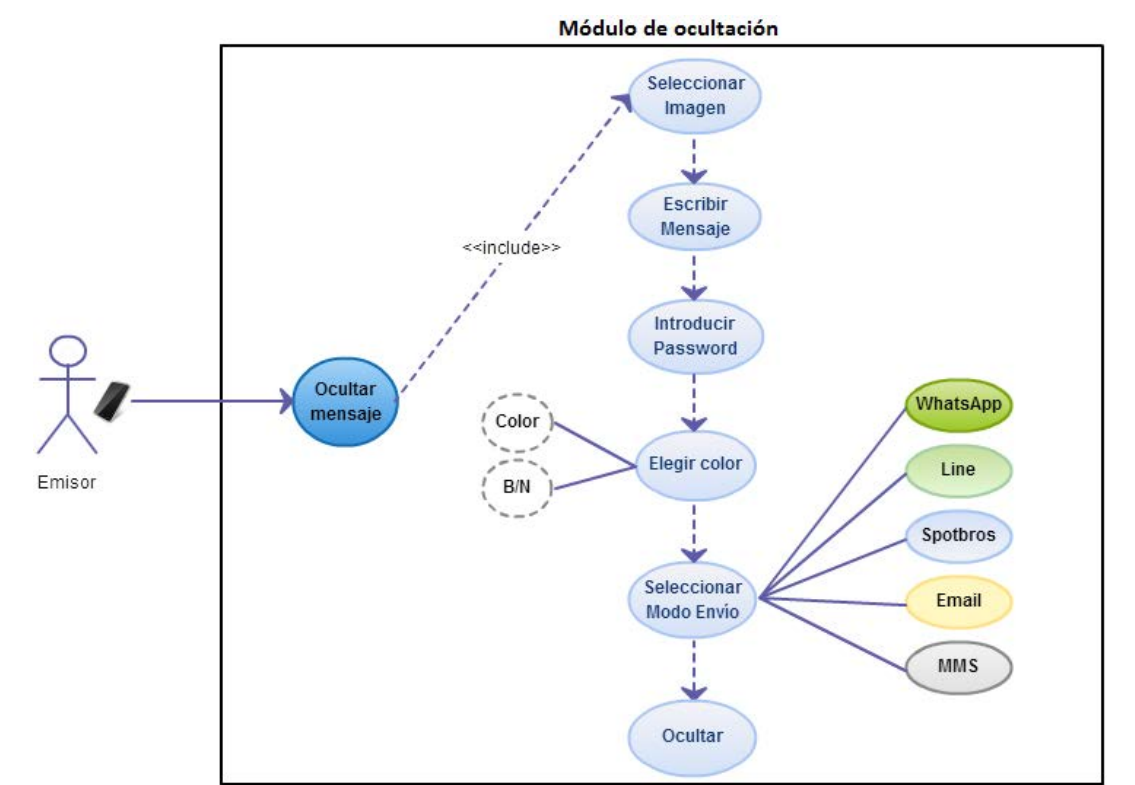 Módulo de ocultación
Seleccionar
Imagen
Escribir
Mensaje
<<include>>
Introducir
Password
Ocultar
mensaje
Emisor
Color
B/N
Elegir color
WhatsApp
Line
Spotbros
Email
MMS
Seleccionar
Modo Envío
Ocultar